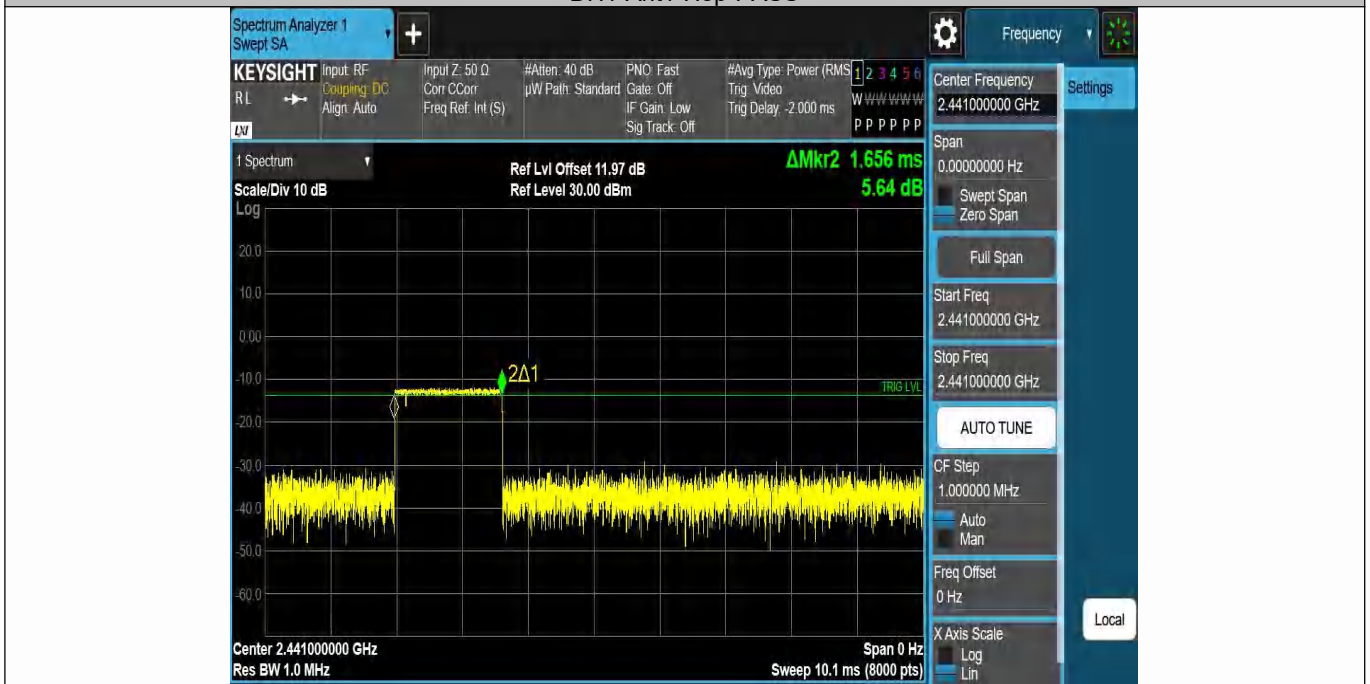 Spectrum Analyzer 1
Swept SA
+
Frequency
KEYSIGHT
RL
LXI
Input: RF
Coupling: DC
Align: Auto
Input Z: 50 Ω
Corr CCorr
Freq Ref: Int (S)
#Atten: 40 dB
µW Path: Standard
PNO: Fast
Gate: Off
IF Gain: Low
Sig Track: Off
#Avg Type: Power (RMS
Trig: Video
Trig Delay: -2.000 ms
1 2 3 4 5 6
W W W W W W
P P P P P P
Center Frequency
2.441000000 GHz
Settings
Span
0.00000000 Hz
Swept Span
Zero Span
Full Span
Start Freq
2.441000000 GHz
Stop Freq
2.441000000 GHz
AUTO TUNE
CF Step
1.000000 MHz
Auto
Man
Freq Offset
0 Hz
X Axis Scale
Log
Lin
Local
1 Spectrum
Scale/Div 10 dB
Log
Ref Lvl Offset 11.97 dB
Ref Level 30.00 dBm
ΔMkr2 1.656 ms
5.64 dB
20.0
10.0
0.00
-10.0
-20.0
-30.0
-40.0
-50.0
-60.0
2Δ1
TRIG LVL
Center 2.441000000 GHz
Res BW 1.0 MHz
Span 0 Hz
Sweep 10.1 ms (8000 pts)